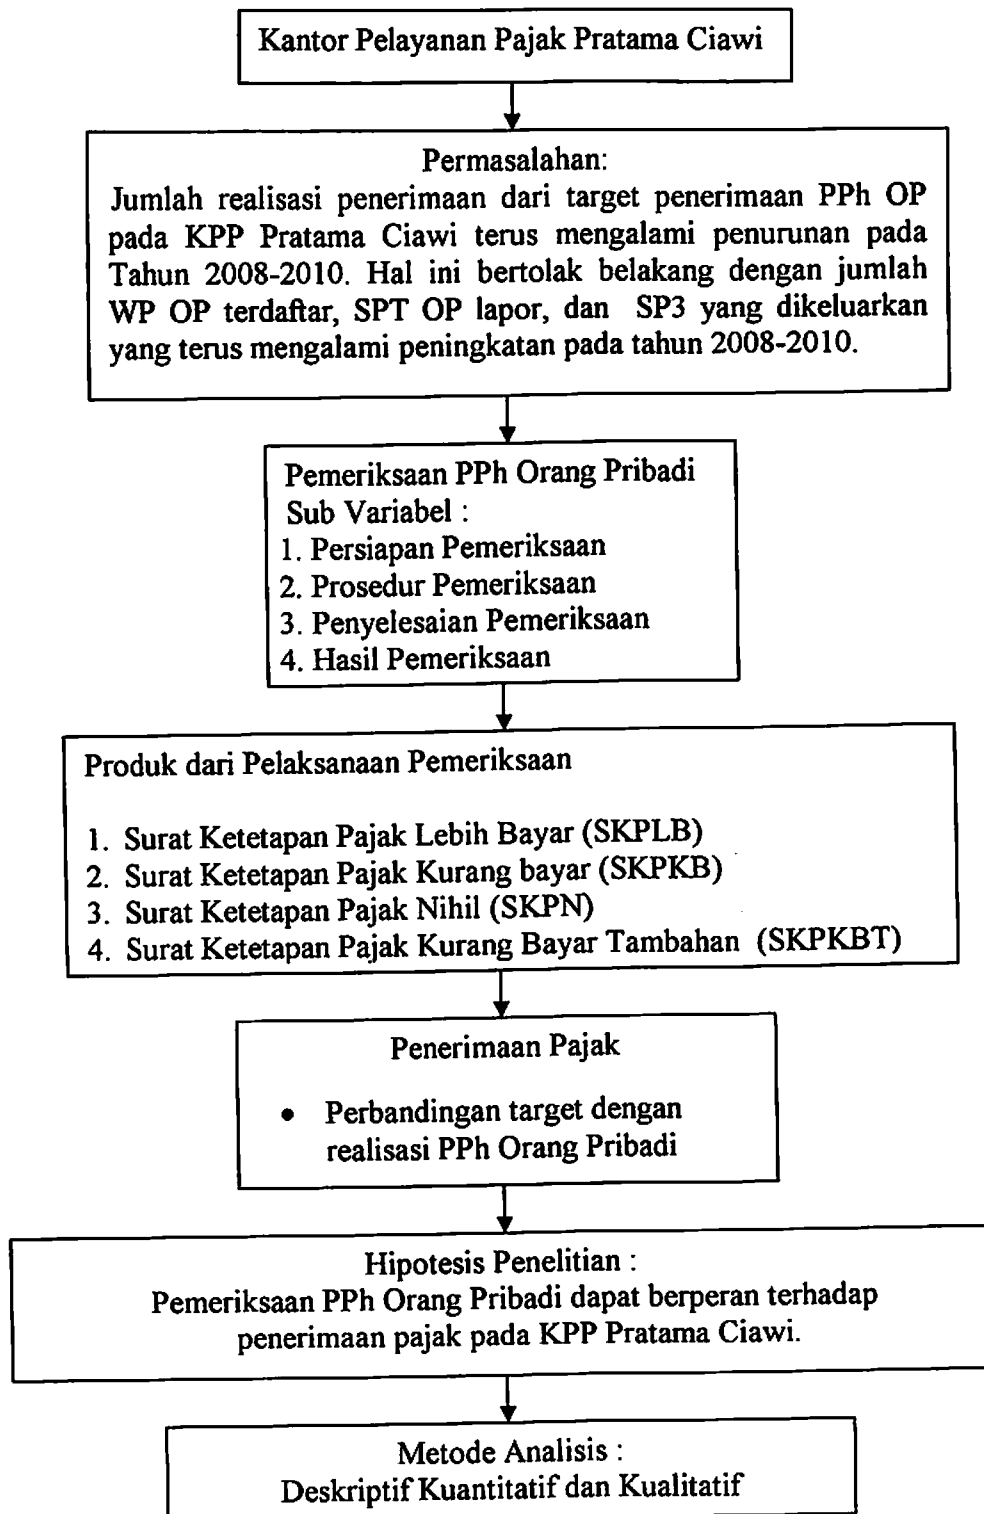 Kantor Pelayanan Pajak Pratama Ciawi
Permasalahan:
Jumlah realisasi penerimaan dari target penerimaan PPh OP
pada KPP Pratama Ciawi terus mengalami penurunan pada
Tahun 2008-2010. Hal ini bertolak belakang dengan jumlah
WP OP terdaftar, SPT OP lapor, dan SP3 yang dikeluarkan
yang terus mengalami peningkatan pada tahun 2008-2010.
Pemeriksaan PPh Orang Pribadi
Sub Variabel :
1. Persiapan Pemeriksaan
2. Prosedur Pemeriksaan
3. Penyelesaian Pemeriksaan
4. Hasil Pemeriksaan
Produk dari Pelaksanaan Pemeriksaan
1. Surat Ketetapan Pajak Lebih Bayar (SKPLB)
2. Surat Ketetapan Pajak Kurang bayar (SKPKB)
3. Surat Ketetapan Pajak Nihil (SKPN)
4. Surat Ketetapan Pajak Kurang Bayar Tambahan (SKPKBT)
Penerimaan Pajak
• Perbandingan target dengan
realisasi PPh Orang Pribadi
Hipotesis Penelitian :
Pemeriksaan PPh Orang Pribadi dapat berperan terhadap
penerimaan pajak pada KPP Pratama Ciawi.
Metode Analisis :
Deskriptif Kuantitatif dan Kualitatif